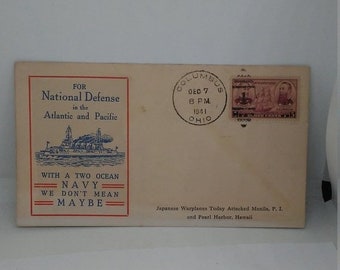 FOR
National Defense
in the
Atlantic and Pacific
WITH A TWO OCEAN
NAVY
WE DON'T MEAN
MAYBE
COLUMBUS
DEC 7
6 PM
1941
OHIO
Japanese Warplanes Today Attacked Manila, P. I.
and Pearl Harbor, Hawaii